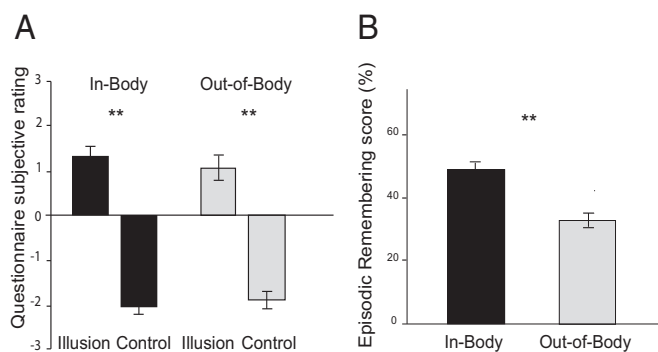 A
Questionnaire subjective rating
3
2
1
0
-1
-2
-3
In-Body
Out-of-Body
**
**
Illusion Control
Illusion Control
B
Episodic Remembering score (%)
60
40
20
0
**
In-Body
Out-of-Body